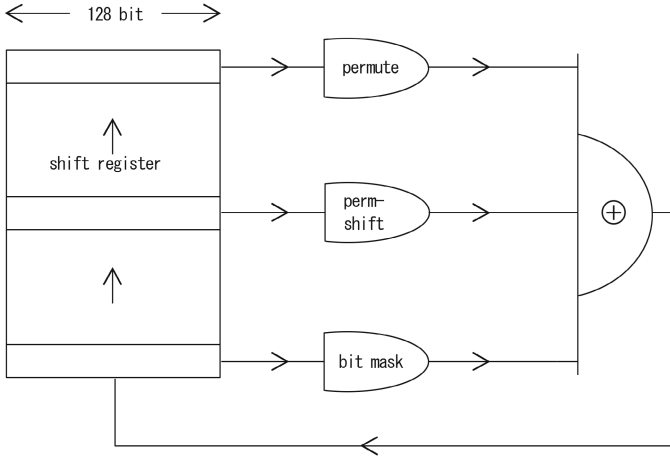 128 bit
permute
shift register
perm-
shift
bit mask